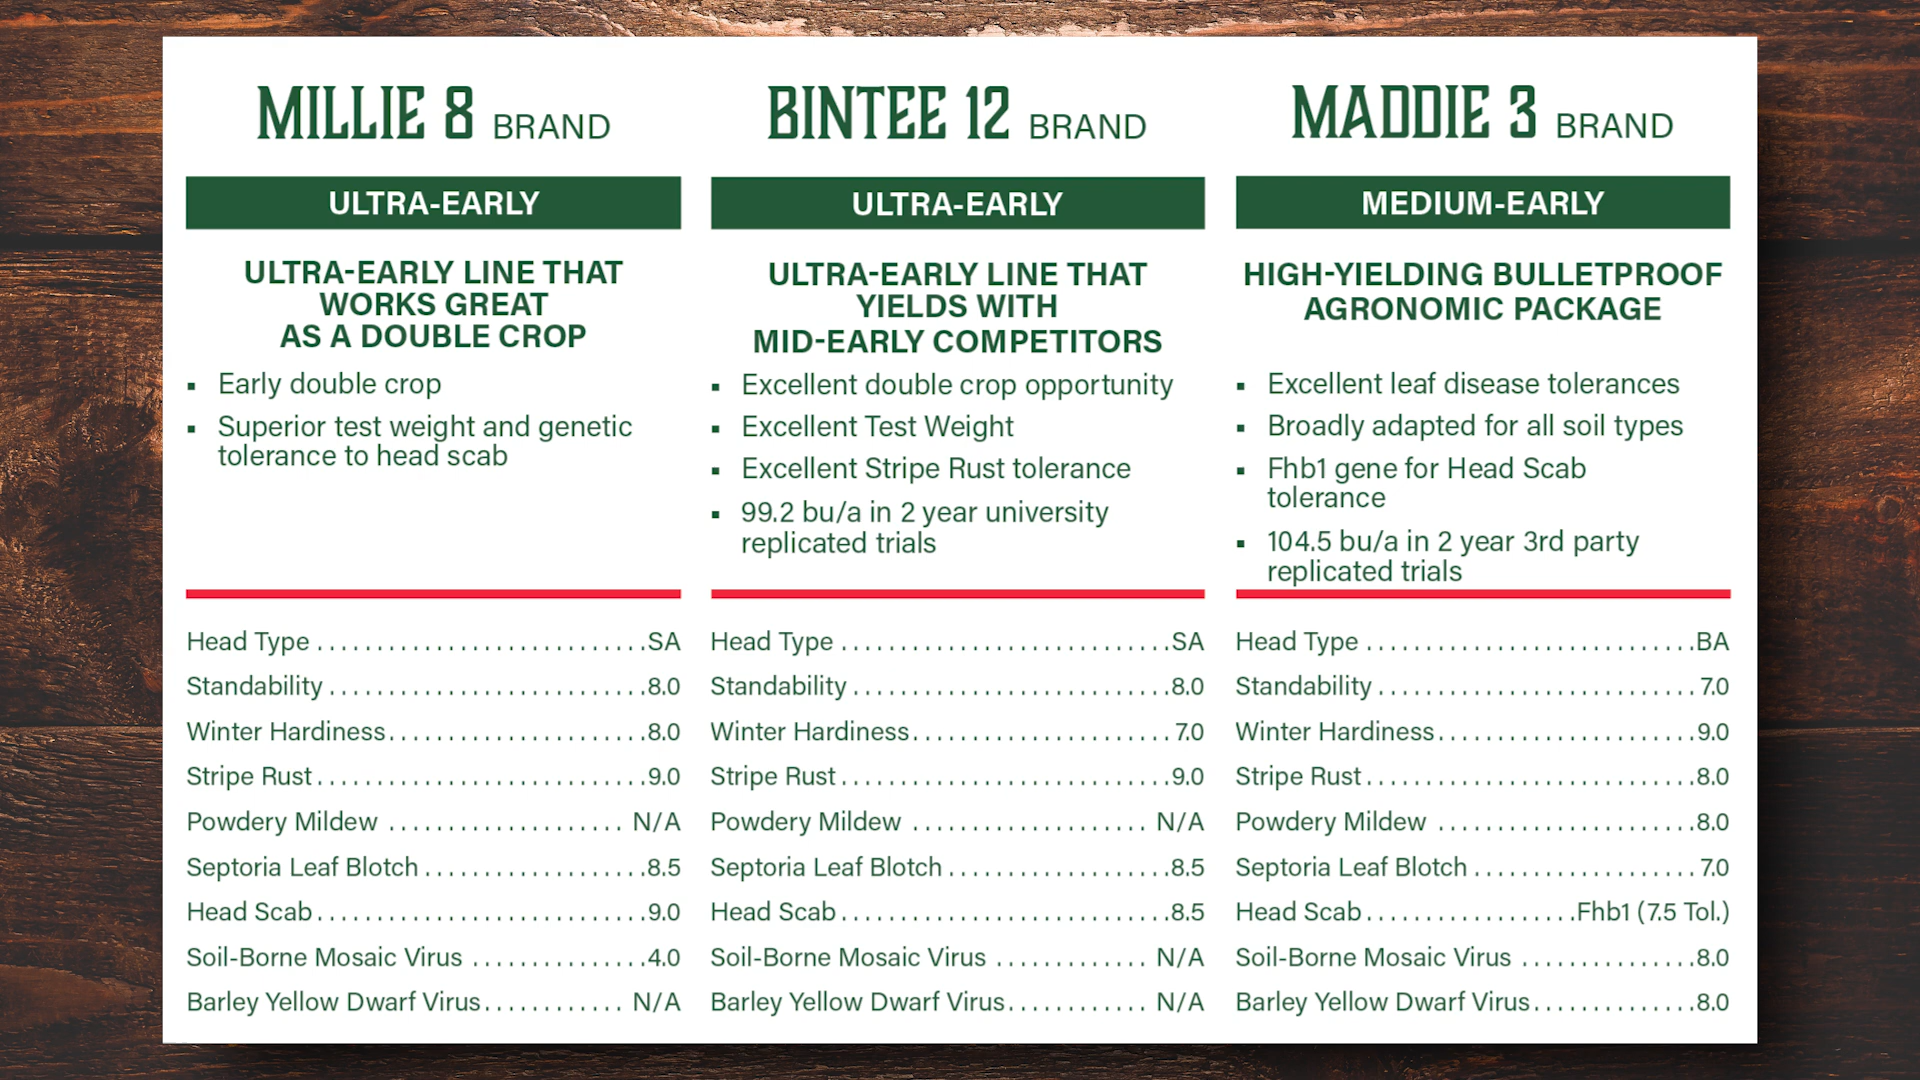 MILLIE 8 BRAND
ULTRA-EARLY
ULTRA-EARLY LINE THAT
WORKS GREAT
AS A DOUBLE CROP
▪ Early double crop
▪ Superior test weight and genetic
tolerance to head scab
Head Type ............................SA
Standability ...........................8.0
Winter Hardiness......................8.0
Stripe Rust............................9.0
Powdery Mildew .................... N/A
Septoria Leaf Blotch...................8.5
Head Scab............................9.0
Soil-Borne Mosaic Virus ...............4.0
Barley Yellow Dwarf Virus............ N/A
BINTEE 12 BRAND
ULTRA-EARLY
ULTRA-EARLY LINE THAT
YIELDS WITH
MID-EARLY COMPETITORS
▪ Excellent double crop opportunity
▪ Excellent Test Weight
▪ Excellent Stripe Rust tolerance
▪ 99.2 bu/a in 2 year university
replicated trials
Head Type ............................SA
Standability ...........................8.0
Winter Hardiness...................... 7.0
Stripe Rust............................9.0
Powdery Mildew .................... N/A
Septoria Leaf Blotch...................8.5
Head Scab............................8.5
Soil-Borne Mosaic Virus ............. N/A
Barley Yellow Dwarf Virus............ N/A
MADDIE 3 BRAND
MEDIUM-EARLY
HIGH-YIELDING BULLETPROOF
AGRONOMIC PACKAGE
▪ Excellent leaf disease tolerances
▪ Broadly adapted for all soil types
▪ Fhb1 gene for Head Scab
tolerance
▪ 104.5 bu/a in 2 year 3rd party
replicated trials
Head Type ............................BA
Standability ........................... 7.0
Winter Hardiness......................9.0
Stripe Rust............................8.0
Powdery Mildew ......................8.0
Septoria Leaf Blotch................... 7.0
Head Scab..................Fhb1 (7.5 Tol.)
Soil-Borne Mosaic Virus ...............8.0
Barley Yellow Dwarf Virus..............8.0